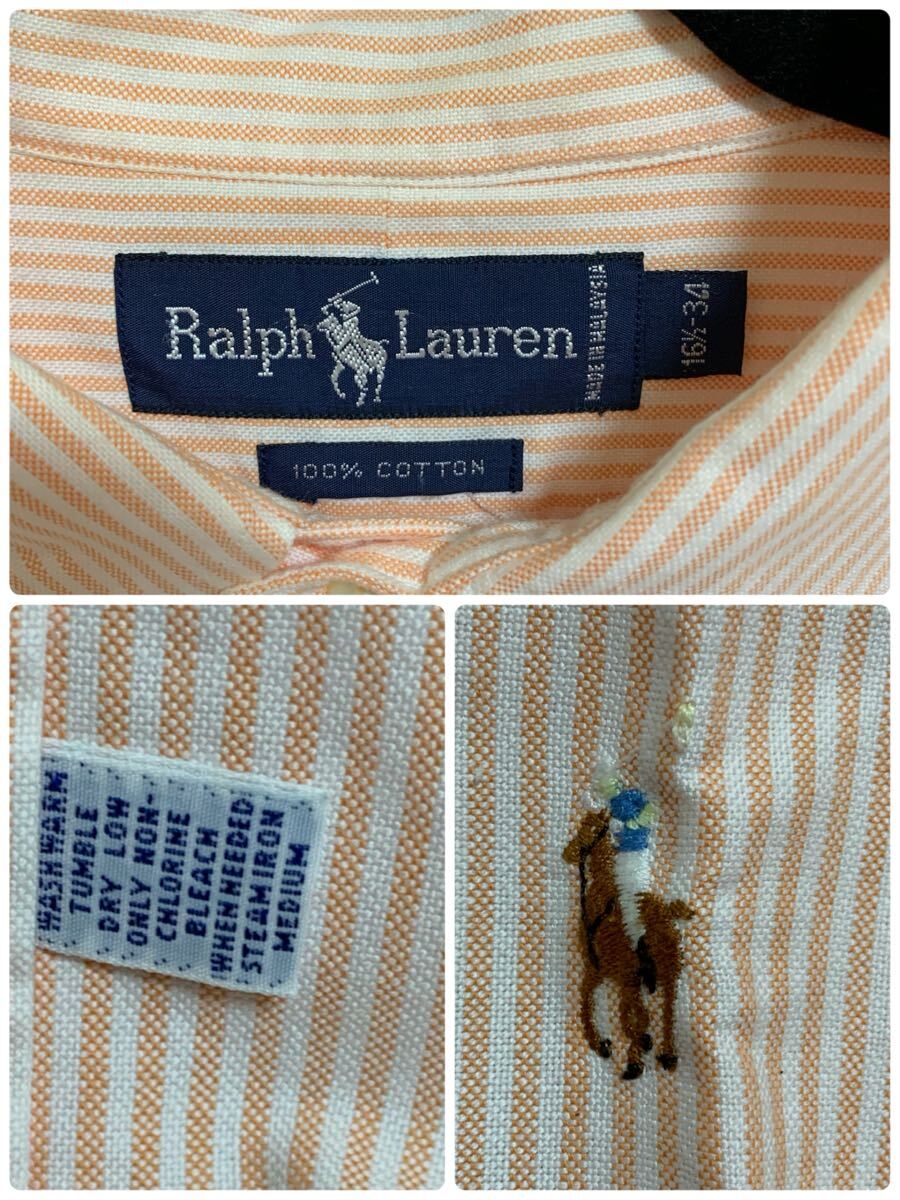 Ralph Lauren
MADE IN MALAYSIA
16½-34
100% COTTON
WASH WARM
TUMBLE
DRY LOW
ONLY NON-
CHLORINE
BLEACH
WHEN NEEDED
STEAM IRON
MEDIUM